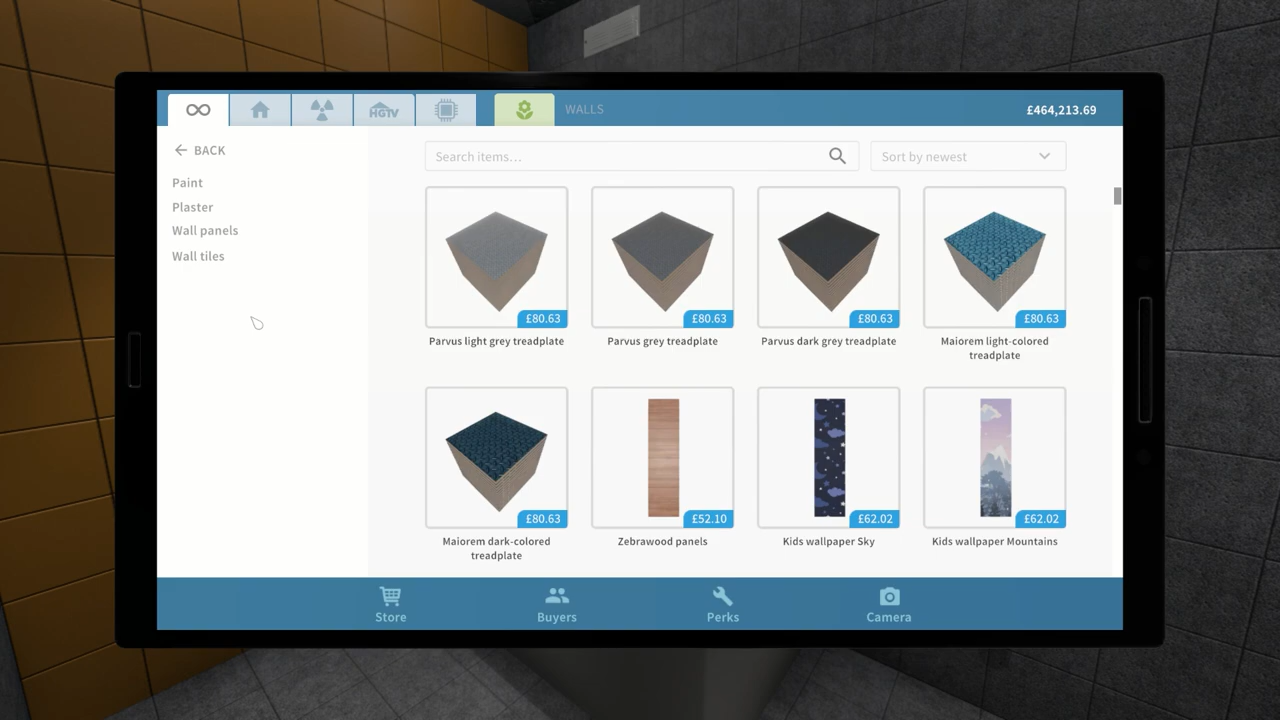 HGTV
WALLS
£464,213.69
BACK
Search items...
Sort by newest
Paint
Plaster
Wall panels
Wall tiles
£80.63
£80.63
£80.63
£80.63
Parvus light grey treadplate
Parvus grey treadplate
Parvus dark grey treadplate
Maiorem light-colored
treadplate
£80.63
£52.10
£62.02
£62.02
Maiorem dark-colored
treadplate
Zebrawood panels
Kids wallpaper Sky
Kids wallpaper Mountains
Store
Buyers
Perks
Camera